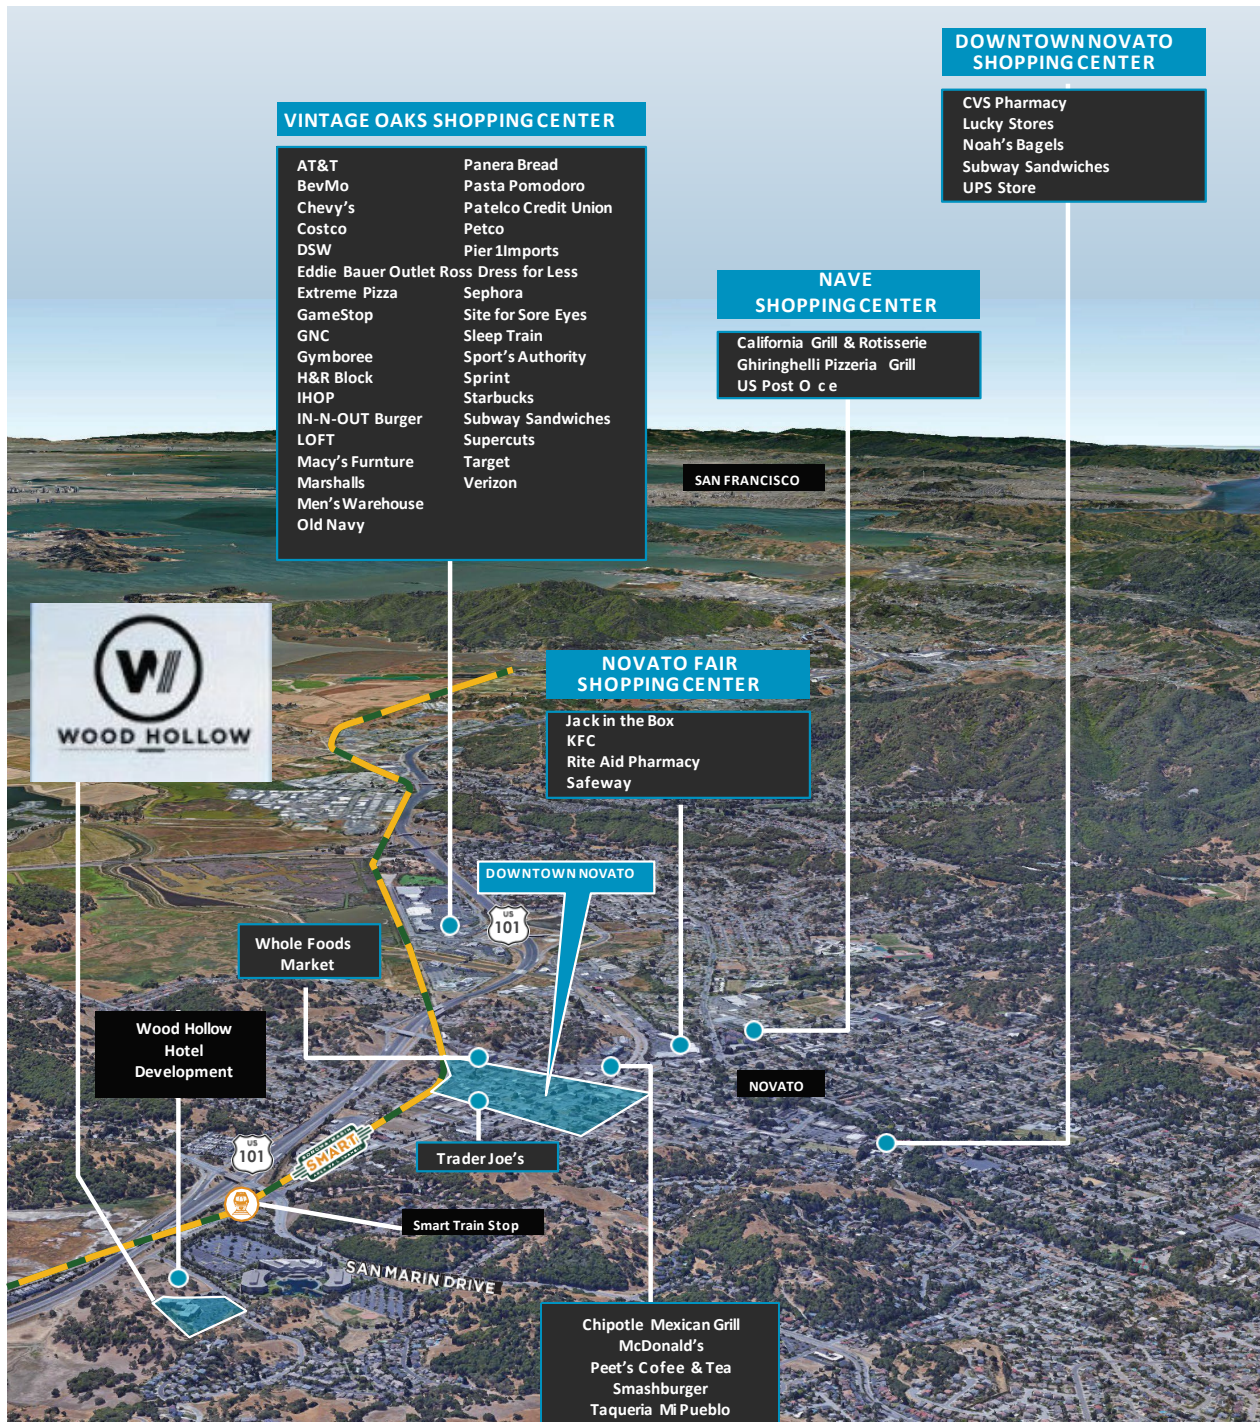 DOWNTOWN NOVATO
SHOPPING CENTER
CVS Pharmacy
Lucky Stores
Noah's Bagels
Subway Sandwiches
UPS Store
VINTAGE OAKS SHOPPING CENTER
AT&T
BevMo
Chevy's
Costco
DSW
Eddie Bauer Outlet Ross Dress for Less
Extreme Pizza
GameStop
GNC
Gymboree
H&R Block
IHOP
IN-N-OUT Burger
LOFT
Macy's Furnture
Marshalls
Men's Warehouse
Old Navy
Panera Bread
Pasta Pomodoro
Patelco Credit Union
Petco
Pier 1Imports
Sephora
Site for Sore Eyes
Sleep Train
Sport's Authority
Sprint
Starbucks
Subway Sandwiches
Supercuts
Target
Verizon
NAVE
SHOPPING CENTER
California Grill & Rotisserie
Ghiringhelli Pizzeria Grill
US Post O ce
SAN FRANCISCO
W
WOOD HOLLOW
NOVATO FAIR
SHOPPING CENTER
Jack in the Box
KFC
Rite Aid Pharmacy
Safeway
DOWNTOWN NOVATO
US
101
Whole Foods
Market
Wood Hollow
Hotel
Development
NOVATO
US
101
SONOMA-MARIN
SMART
Trader Joe's
Smart Train Stop
SAN MARIN DRIVE
Chipotle Mexican Grill
McDonald's
Peet's Cofee & Tea
Smashburger
Taqueria Mi Pueblo